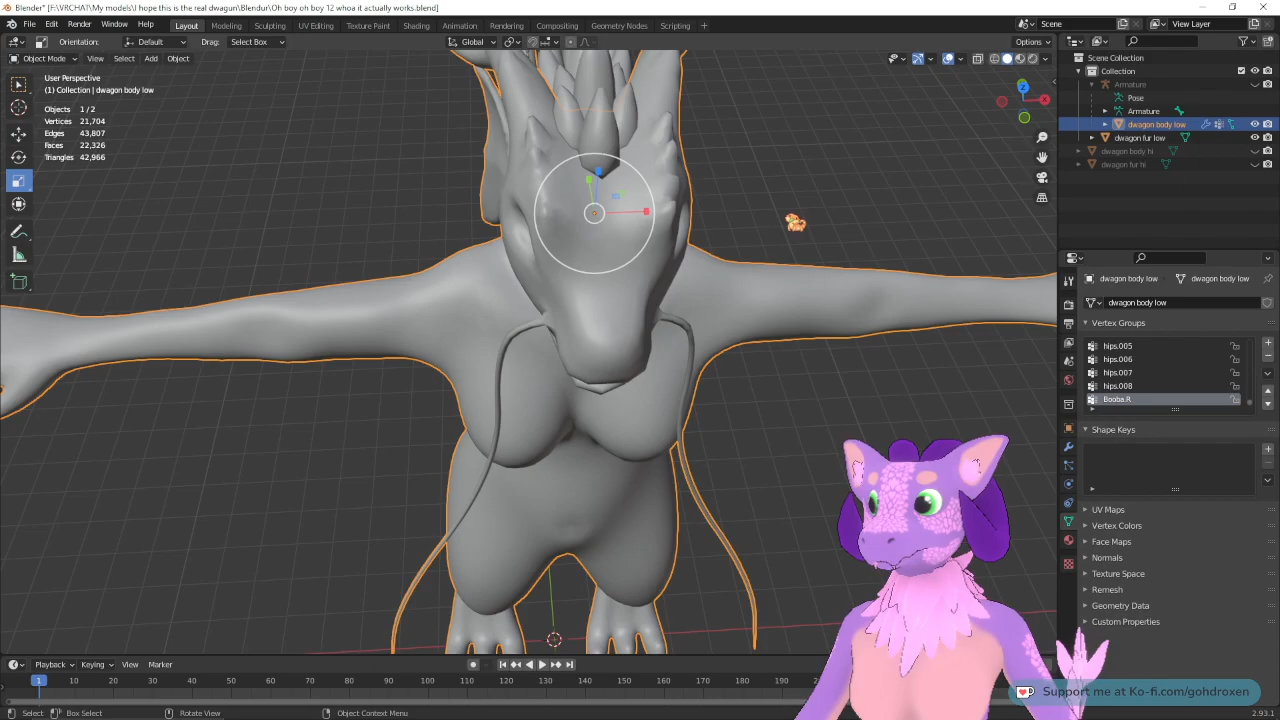 Blender* [F:\VRCHAT\My models\I hope this is the real dwagon\Blendur\Oh boy oh boy 12 whoa it actually works.blend]
File Edit Render Window Help Layout Modeling Sculpting UV Editing Texture Paint Shading Animation Rendering Compositing Geometry Nodes Scripting + Scene View Layer
Orientation: Default Drag: Select Box Global Options
Object Mode View Select Add Object
User Perspective
(1) Collection | dwagon body low
Objects 1 / 2
Vertices 21,704
Edges 43,807
Faces 22,326
Triangles 42,966
X
Z
Scene Collection
Collection
Armature
Pose
Armature
dwagon body low
dwagon fur low
dwagon body hi
dwagon fur hi
dwagon body low dwagon body low
dwagon body low
Vertex Groups
hips.005
hips.006
hips.007
hips.008
Booba.R
Shape Keys
UV Maps
Vertex Colors
Face Maps
Normals
Texture Space
Remesh
Geometry Data
Custom Properties
Playback Keying View Marker
1 10 20 30 40 50 60 70 80 90 100 110 120 130 140 150 160 170 180 190
Support me at Ko-fi.com/gohdroxen
Select Box Select Rotate View Object Context Menu 2.93.1